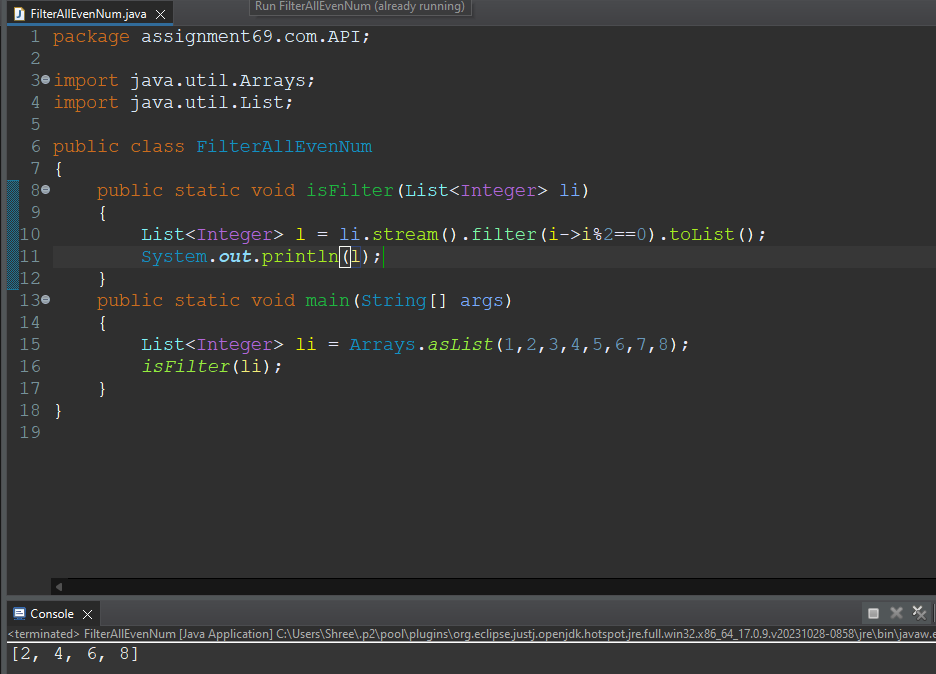 FilterAllEvenNum.java
Run FilterAllEvenNum (already running)
1 package assignment69.com.API;
2
3 import java.util.Arrays;
4 import java.util.List;
5
6 public class FilterAllEvenNum
7 {
8 public static void isFilter(List<Integer> li)
9 {
10 List<Integer> l = li.stream().filter(i->i%2==0).toList();
11 System.out.println(l);
12 }
13 public static void main(String[] args)
14 {
15 List<Integer> li = Arrays.asList(1,2,3,4,5,6,7,8);
16 isFilter(li);
17 }
18 }
19
Console
<terminated> FilterAllEvenNum [Java Application] C:\Users\Shree\.p2\pool\plugins\org.eclipse.justj.openjdk.hotspot.jre.full.win32.x86_64_17.0.9.v20231028-0858\jre\bin\javaw.e
[2, 4, 6, 8]